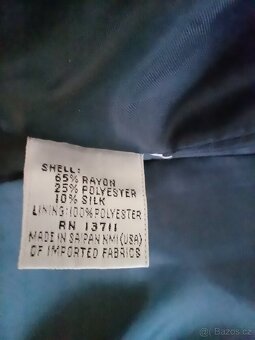 SHELL:
65% RAYON
25% POLYESTER
10% SILK
LINING: 100% POLYESTER
RN 13711
MADE IN SAIPAN NMI (USA)
OF IMPORTED FABRICS
Bazos.cz